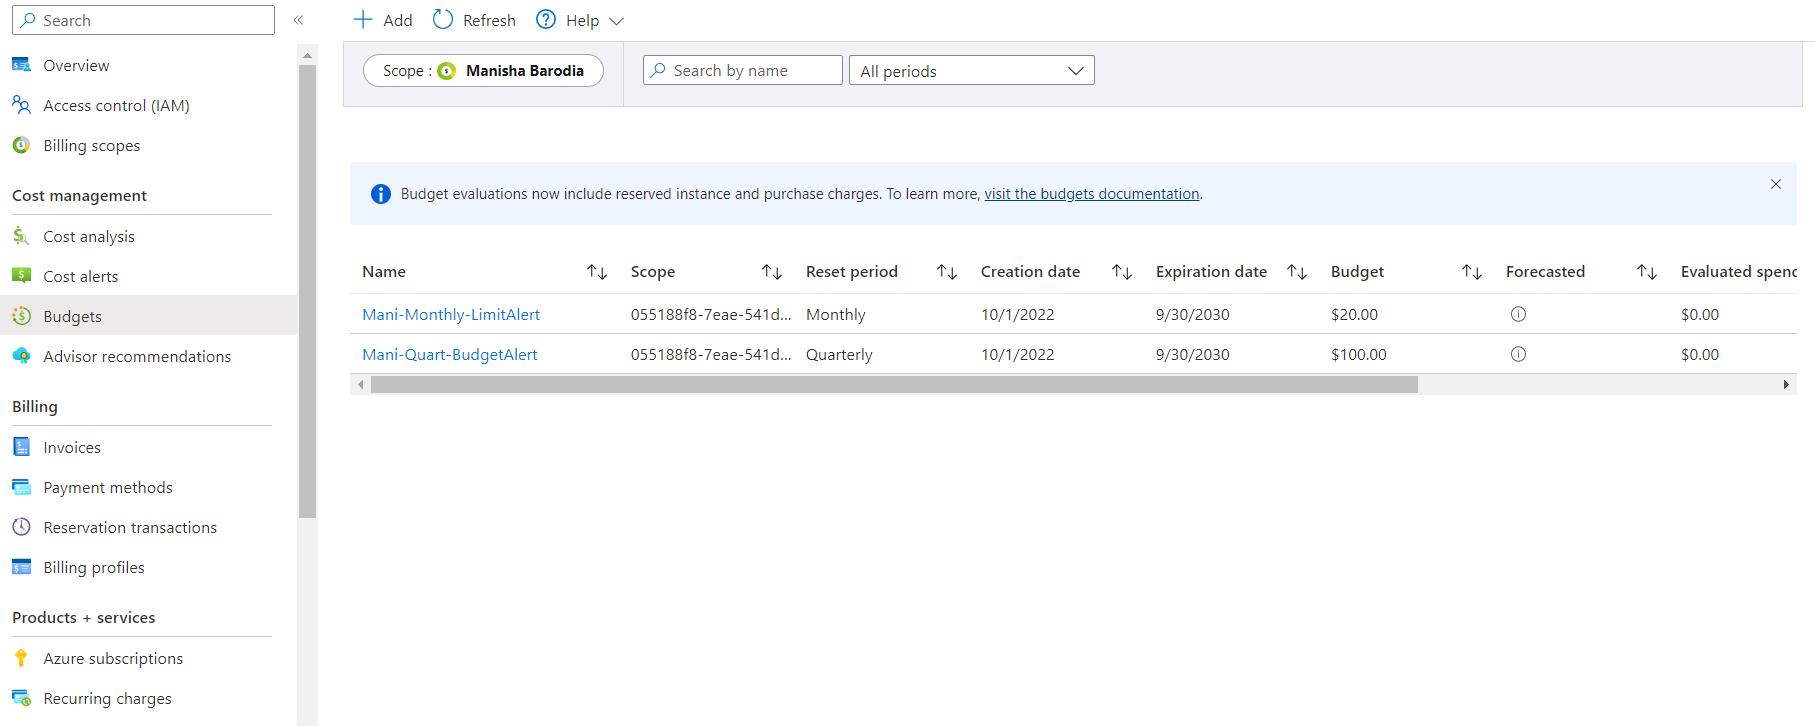 Search
Overview
Access control (IAM)
Billing scopes
Cost management
Cost analysis
Cost alerts
Budgets
Advisor recommendations
Billing
Invoices
Payment methods
Reservation transactions
Billing profiles
Products + services
Azure subscriptions
Recurring charges
Add Refresh Help
Scope : Manisha Barodia Search by name All periods
Budget evaluations now include reserved instance and purchase charges. To learn more, visit the budgets documentation.
Name Scope Reset period Creation date Expiration date Budget Forecasted Evaluated spend
Mani-Monthly-LimitAlert 055188f8-7eae-541d... Monthly 10/1/2022 9/30/2030 $20.00 $0.00
Mani-Quart-BudgetAlert 055188f8-7eae-541d... Quarterly 10/1/2022 9/30/2030 $100.00 $0.00